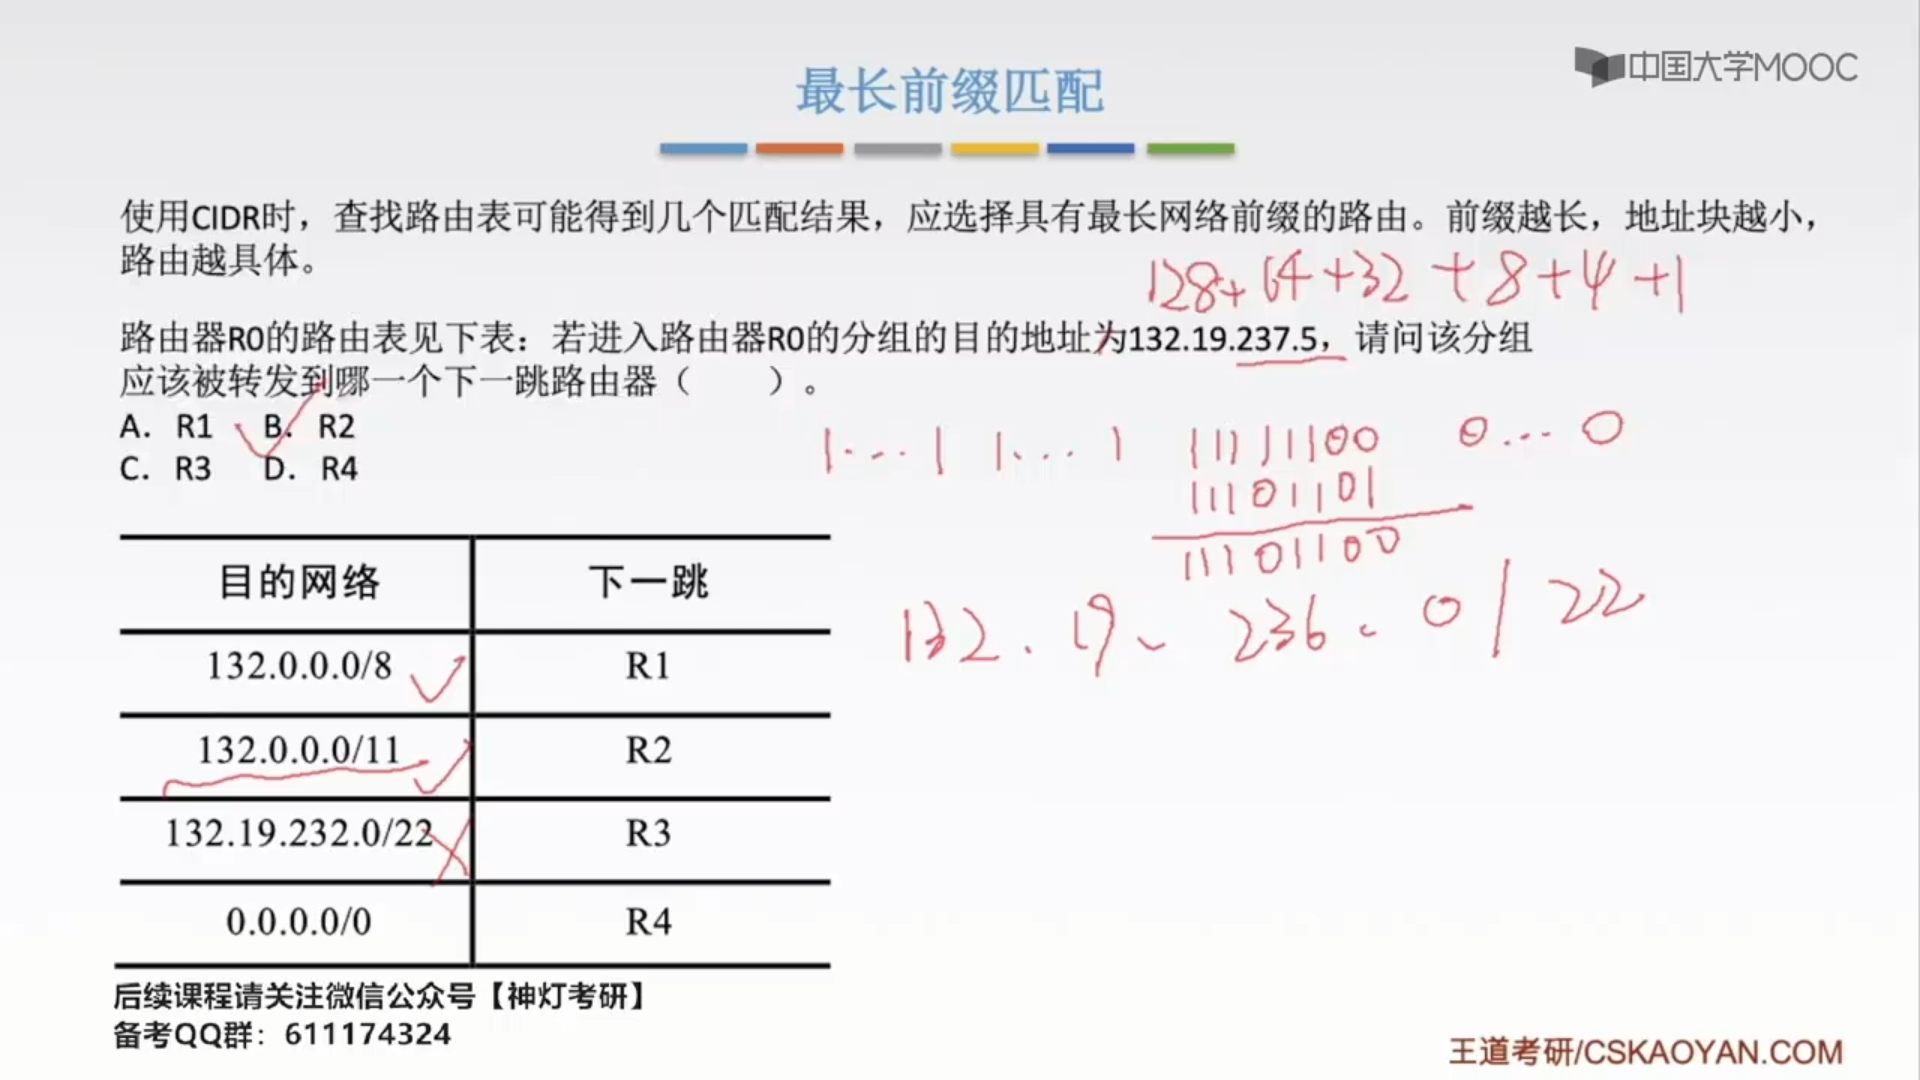 中国大学MOOC
最长前缀匹配
使用CIDR时，查找路由表可能得到几个匹配结果，应选择具有最长网络前缀的路由。前缀越长，地址块越小，
路由越具体。
128+64+32+8+4+1
路由器R0的路由表见下表：若进入路由器R0的分组的目的地址为132.19.237.5，请问该分组
应该被转发到哪一个下一跳路由器（　　）。
A. R1 B. R2
C. R3 D. R4
1...1 1...1 11111100 0...0
11101101
11101100
132.19.236.0/22
目的网络 下一跳
132.0.0.0/8 R1
132.0.0.0/11 R2
132.19.232.0/22 R3
0.0.0.0/0 R4
后续课程请关注微信公众号【神灯考研】
备考QQ群：611174324
王道考研/CSKAOYAN.COM